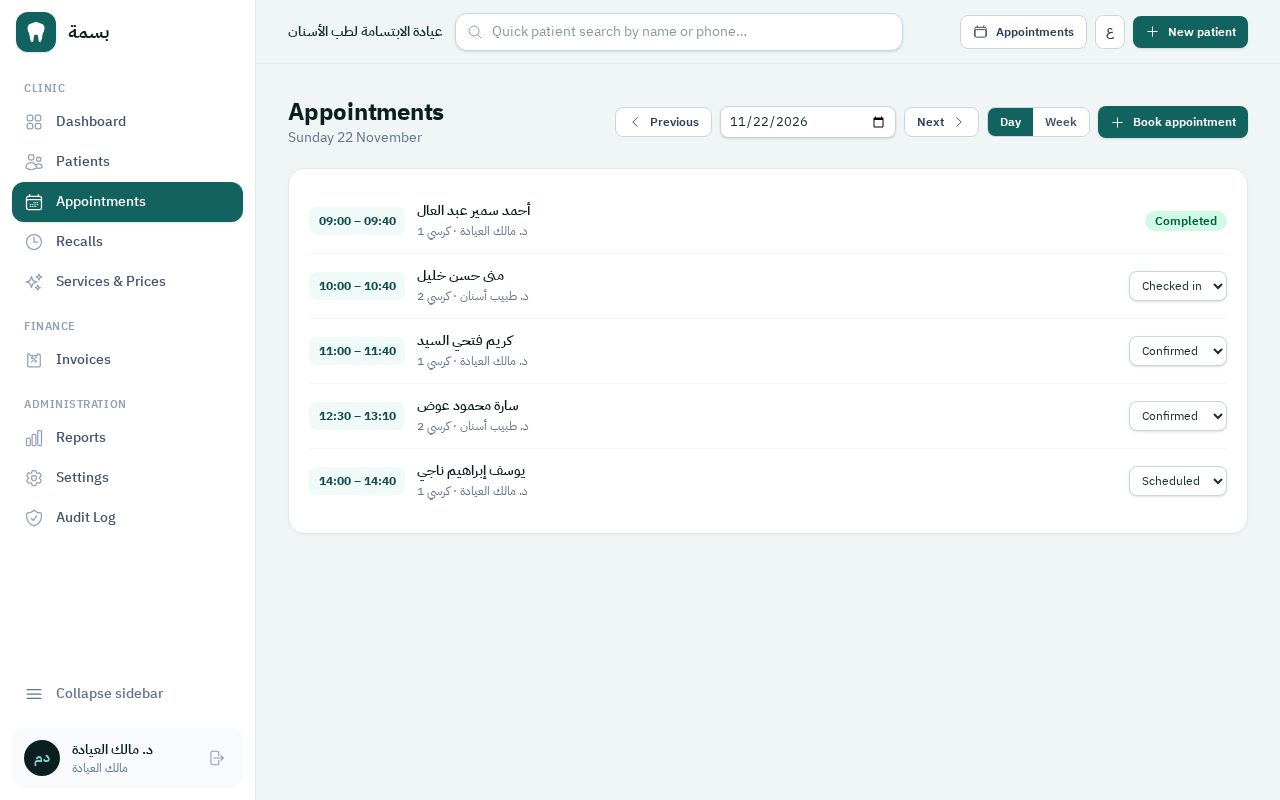 بسمة
CLINIC
Dashboard
Patients
Appointments
Recalls
Services & Prices
FINANCE
Invoices
ADMINISTRATION
Reports
Settings
Audit Log
Collapse sidebar
دم
د. مالك العيادة
مالك العيادة
عيادة الابتسامة لطب الأسنان
Quick patient search by name or phone...
Appointments
ع
New patient
Appointments
Sunday 22 November
Previous
11/22/2026
Next
Day
Week
Book appointment
09:00 – 09:40
أحمد سمير عبد العال
د. مالك العيادة · كرسي 1
Completed
10:00 – 10:40
منى حسن خليل
د. طبيب أسنان · كرسي 2
Checked in
11:00 – 11:40
كريم فتحي السيد
د. مالك العيادة · كرسي 1
Confirmed
12:30 – 13:10
سارة محمود عوض
د. طبيب أسنان · كرسي 2
Confirmed
14:00 – 14:40
يوسف إبراهيم ناجي
د. مالك العيادة · كرسي 1
Scheduled